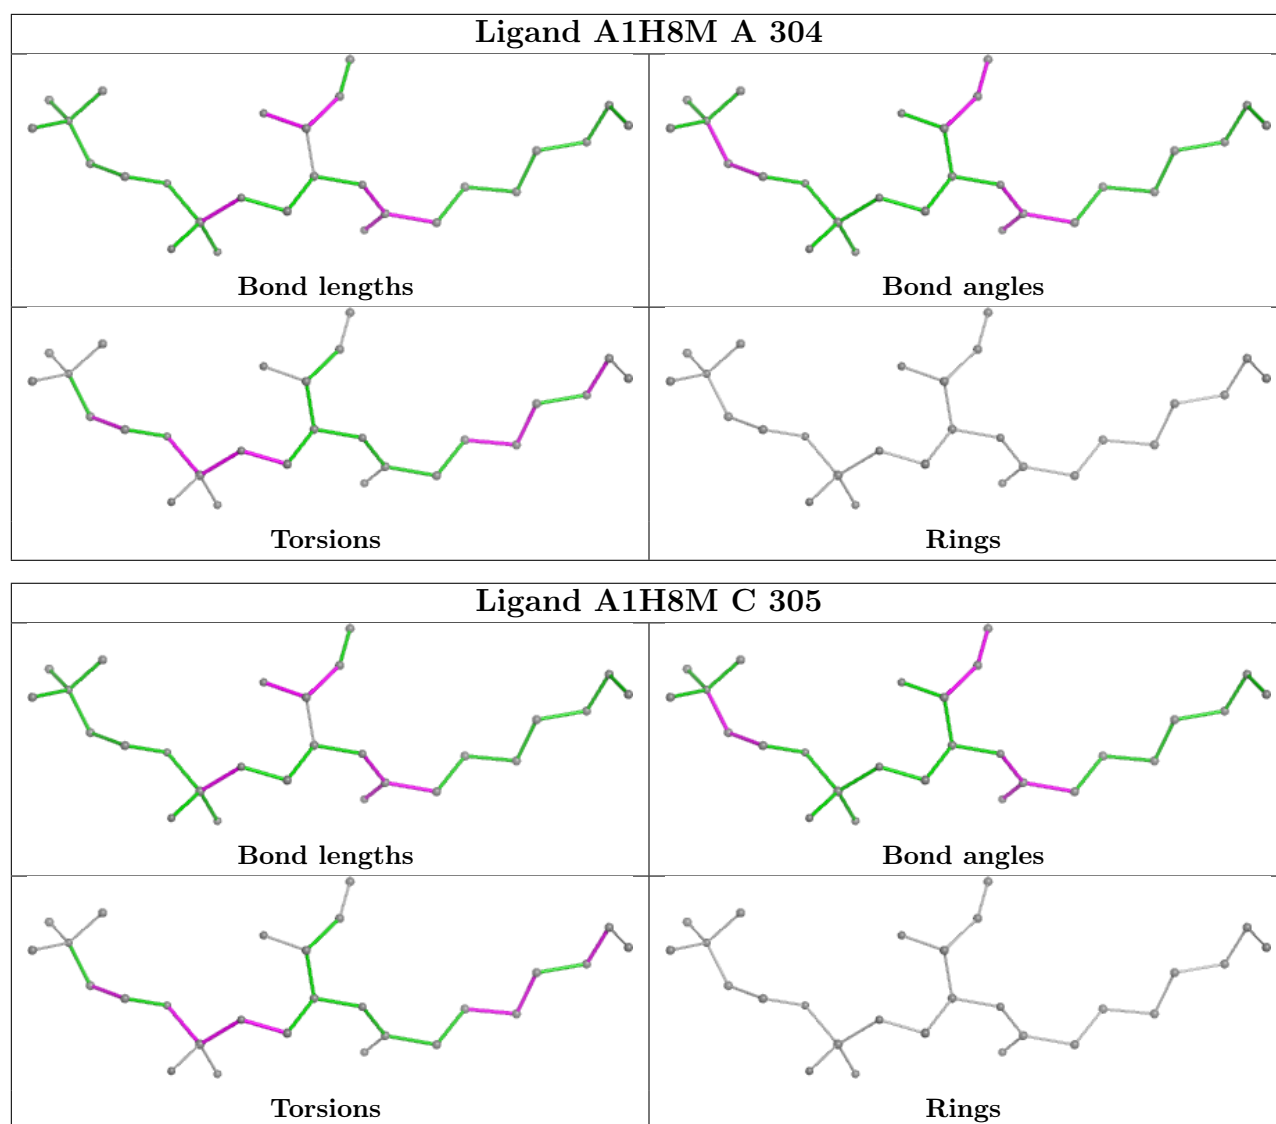 Ligand A1H8M A 304
Bond lengths
Bond angles
Torsions
Rings
Ligand A1H8M C 305
Bond lengths
Bond angles
Torsions
Rings